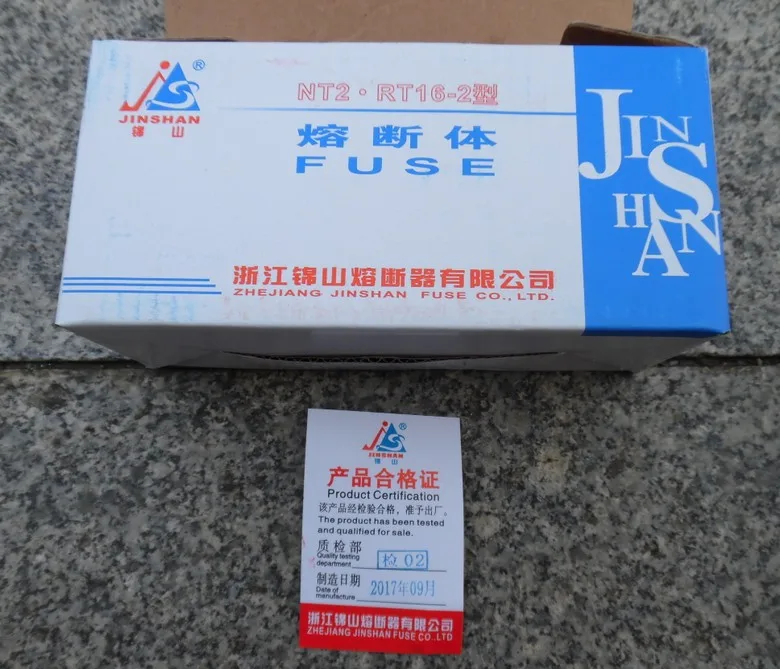 JS®
JINSHAN
锦山
NT2·RT16-2型
熔断体
FUSE
浙江锦山熔断器有限公司
ZHEJIANG JINSHAN FUSE CO.,LTD.
JINSHAN
JS®
JINSHAN
锦山
产品合格证
Product Certification
该产品经检验合格，准予出厂。
The product has been tested
and qualified for sale.
质检部
Quality testing
department
检 02
制造日期
Date of
manufacture
2017年09月
浙江锦山熔断器有限公司
ZHEJIANG JINSHAN FUSE CO.,LTD